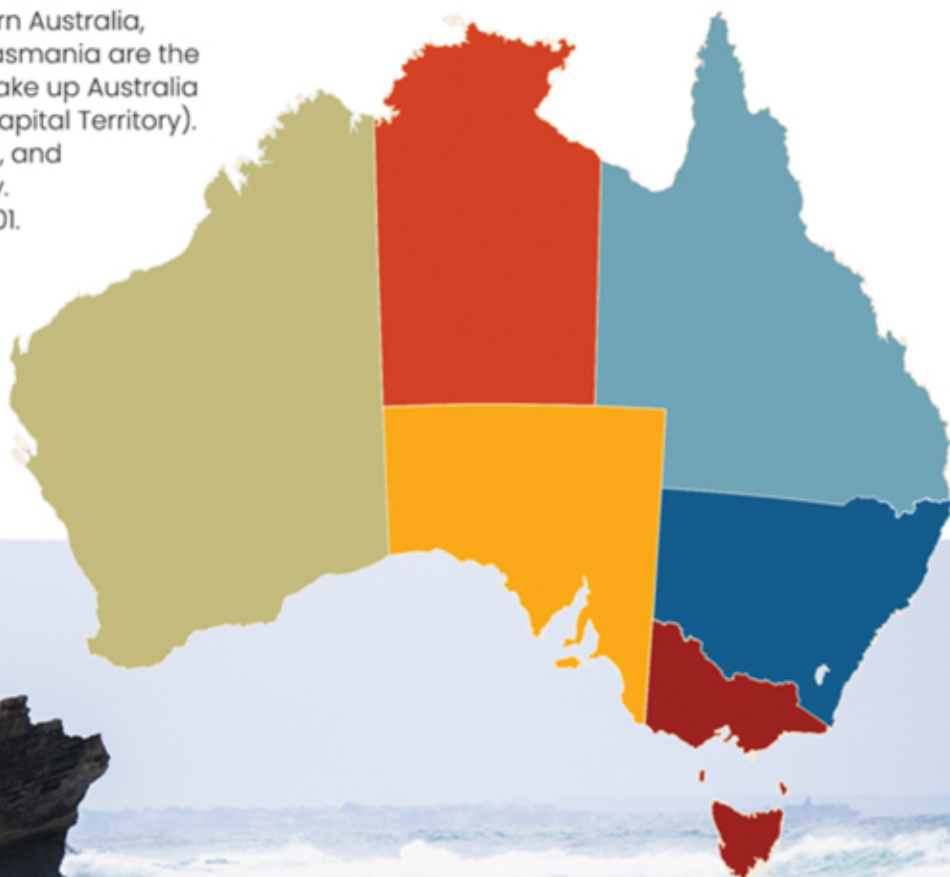 rn Australia,
asmania are the
ake up Australia
apital Territory).
, and
y.
01.